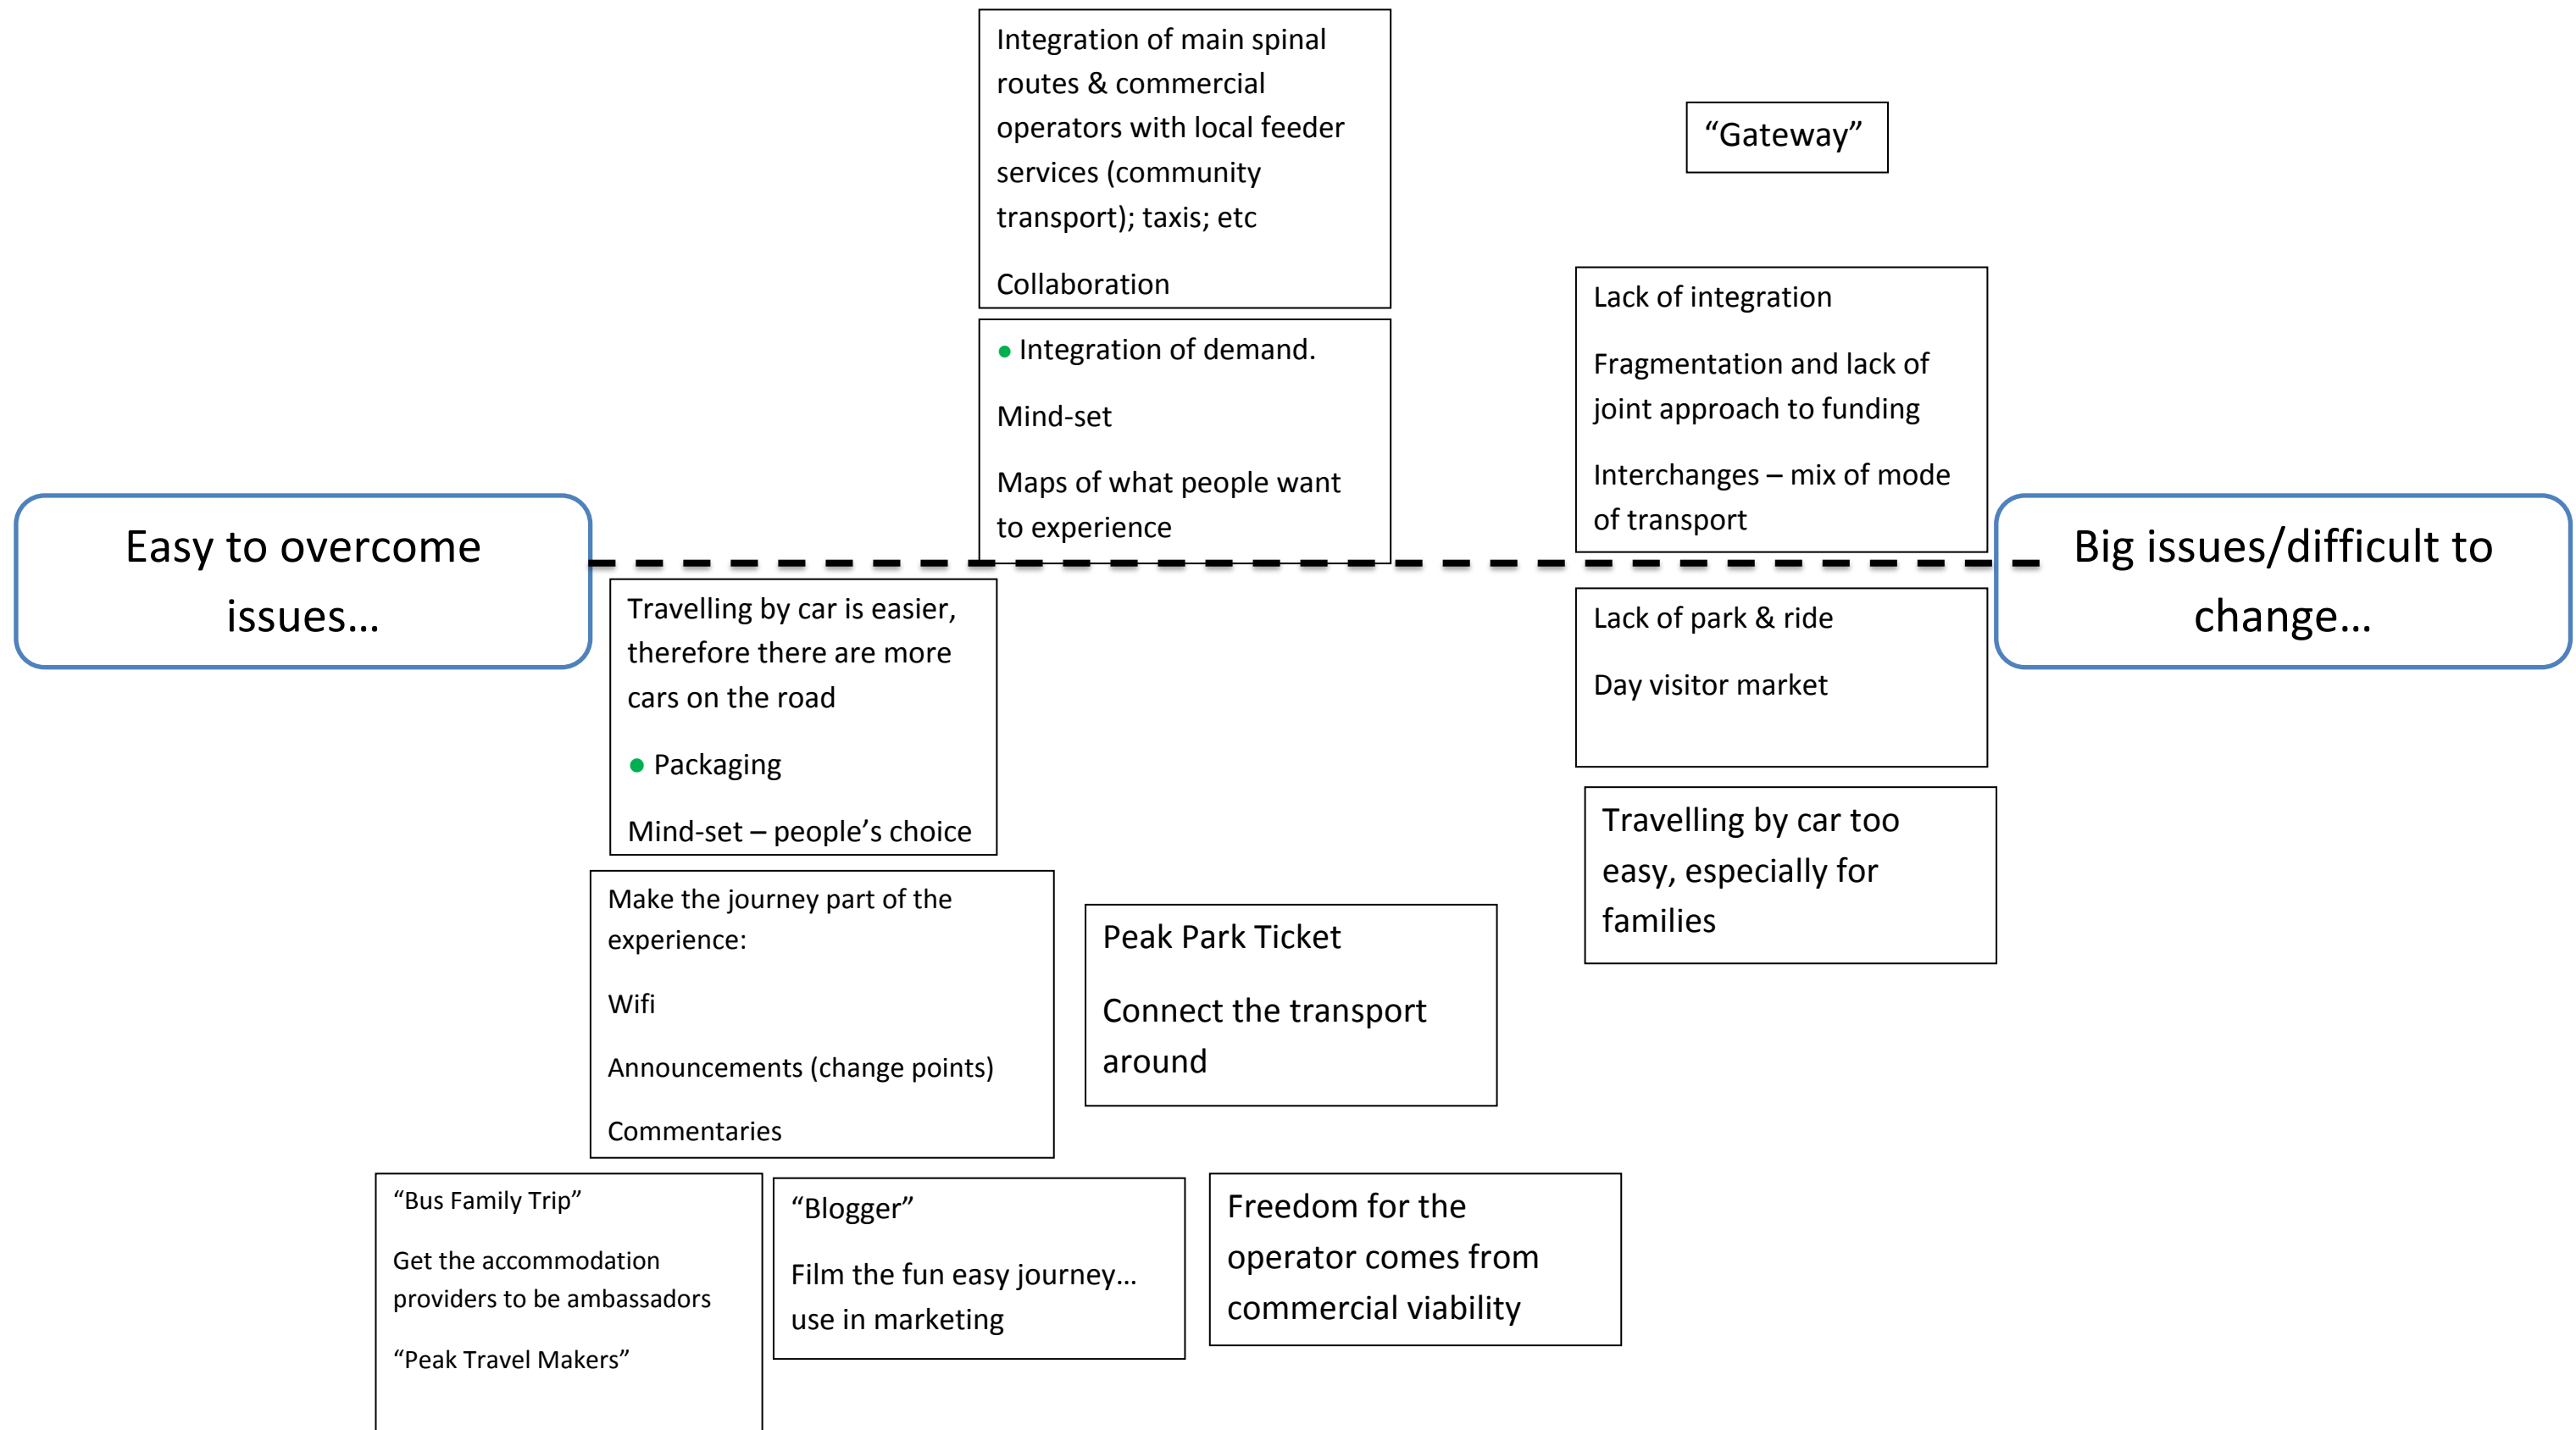 Integration of main spinal
routes & commercial
operators with local feeder
services (community
transport); taxis; etc
Collaboration
“Gateway”
● Integration of demand.
Mind-set
Maps of what people want
to experience
Lack of integration
Fragmentation and lack of
joint approach to funding
Interchanges – mix of mode
of transport
Easy to overcome
issues…
Big issues/difficult to
change…
Travelling by car is easier,
therefore there are more
cars on the road
● Packaging
Mind-set – people’s choice
Lack of park & ride
Day visitor market
Travelling by car too
easy, especially for
families
Make the journey part of the
experience:
Wifi
Announcements (change points)
Commentaries
Peak Park Ticket
Connect the transport
around
“Bus Family Trip”
Get the accommodation
providers to be ambassadors
“Peak Travel Makers”
“Blogger”
Film the fun easy journey…
use in marketing
Freedom for the
operator comes from
commercial viability